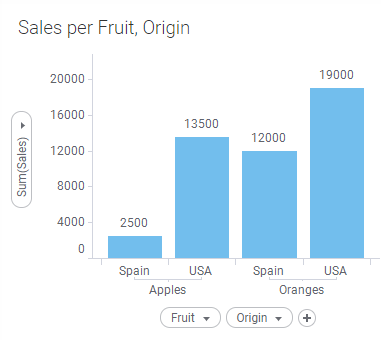 Sales per Fruit, Origin
Sum(Sales)
20000
16000
12000
8000
4000
0
2500
13500
12000
19000
Spain USA Spain USA
Apples Oranges
Fruit Origin +